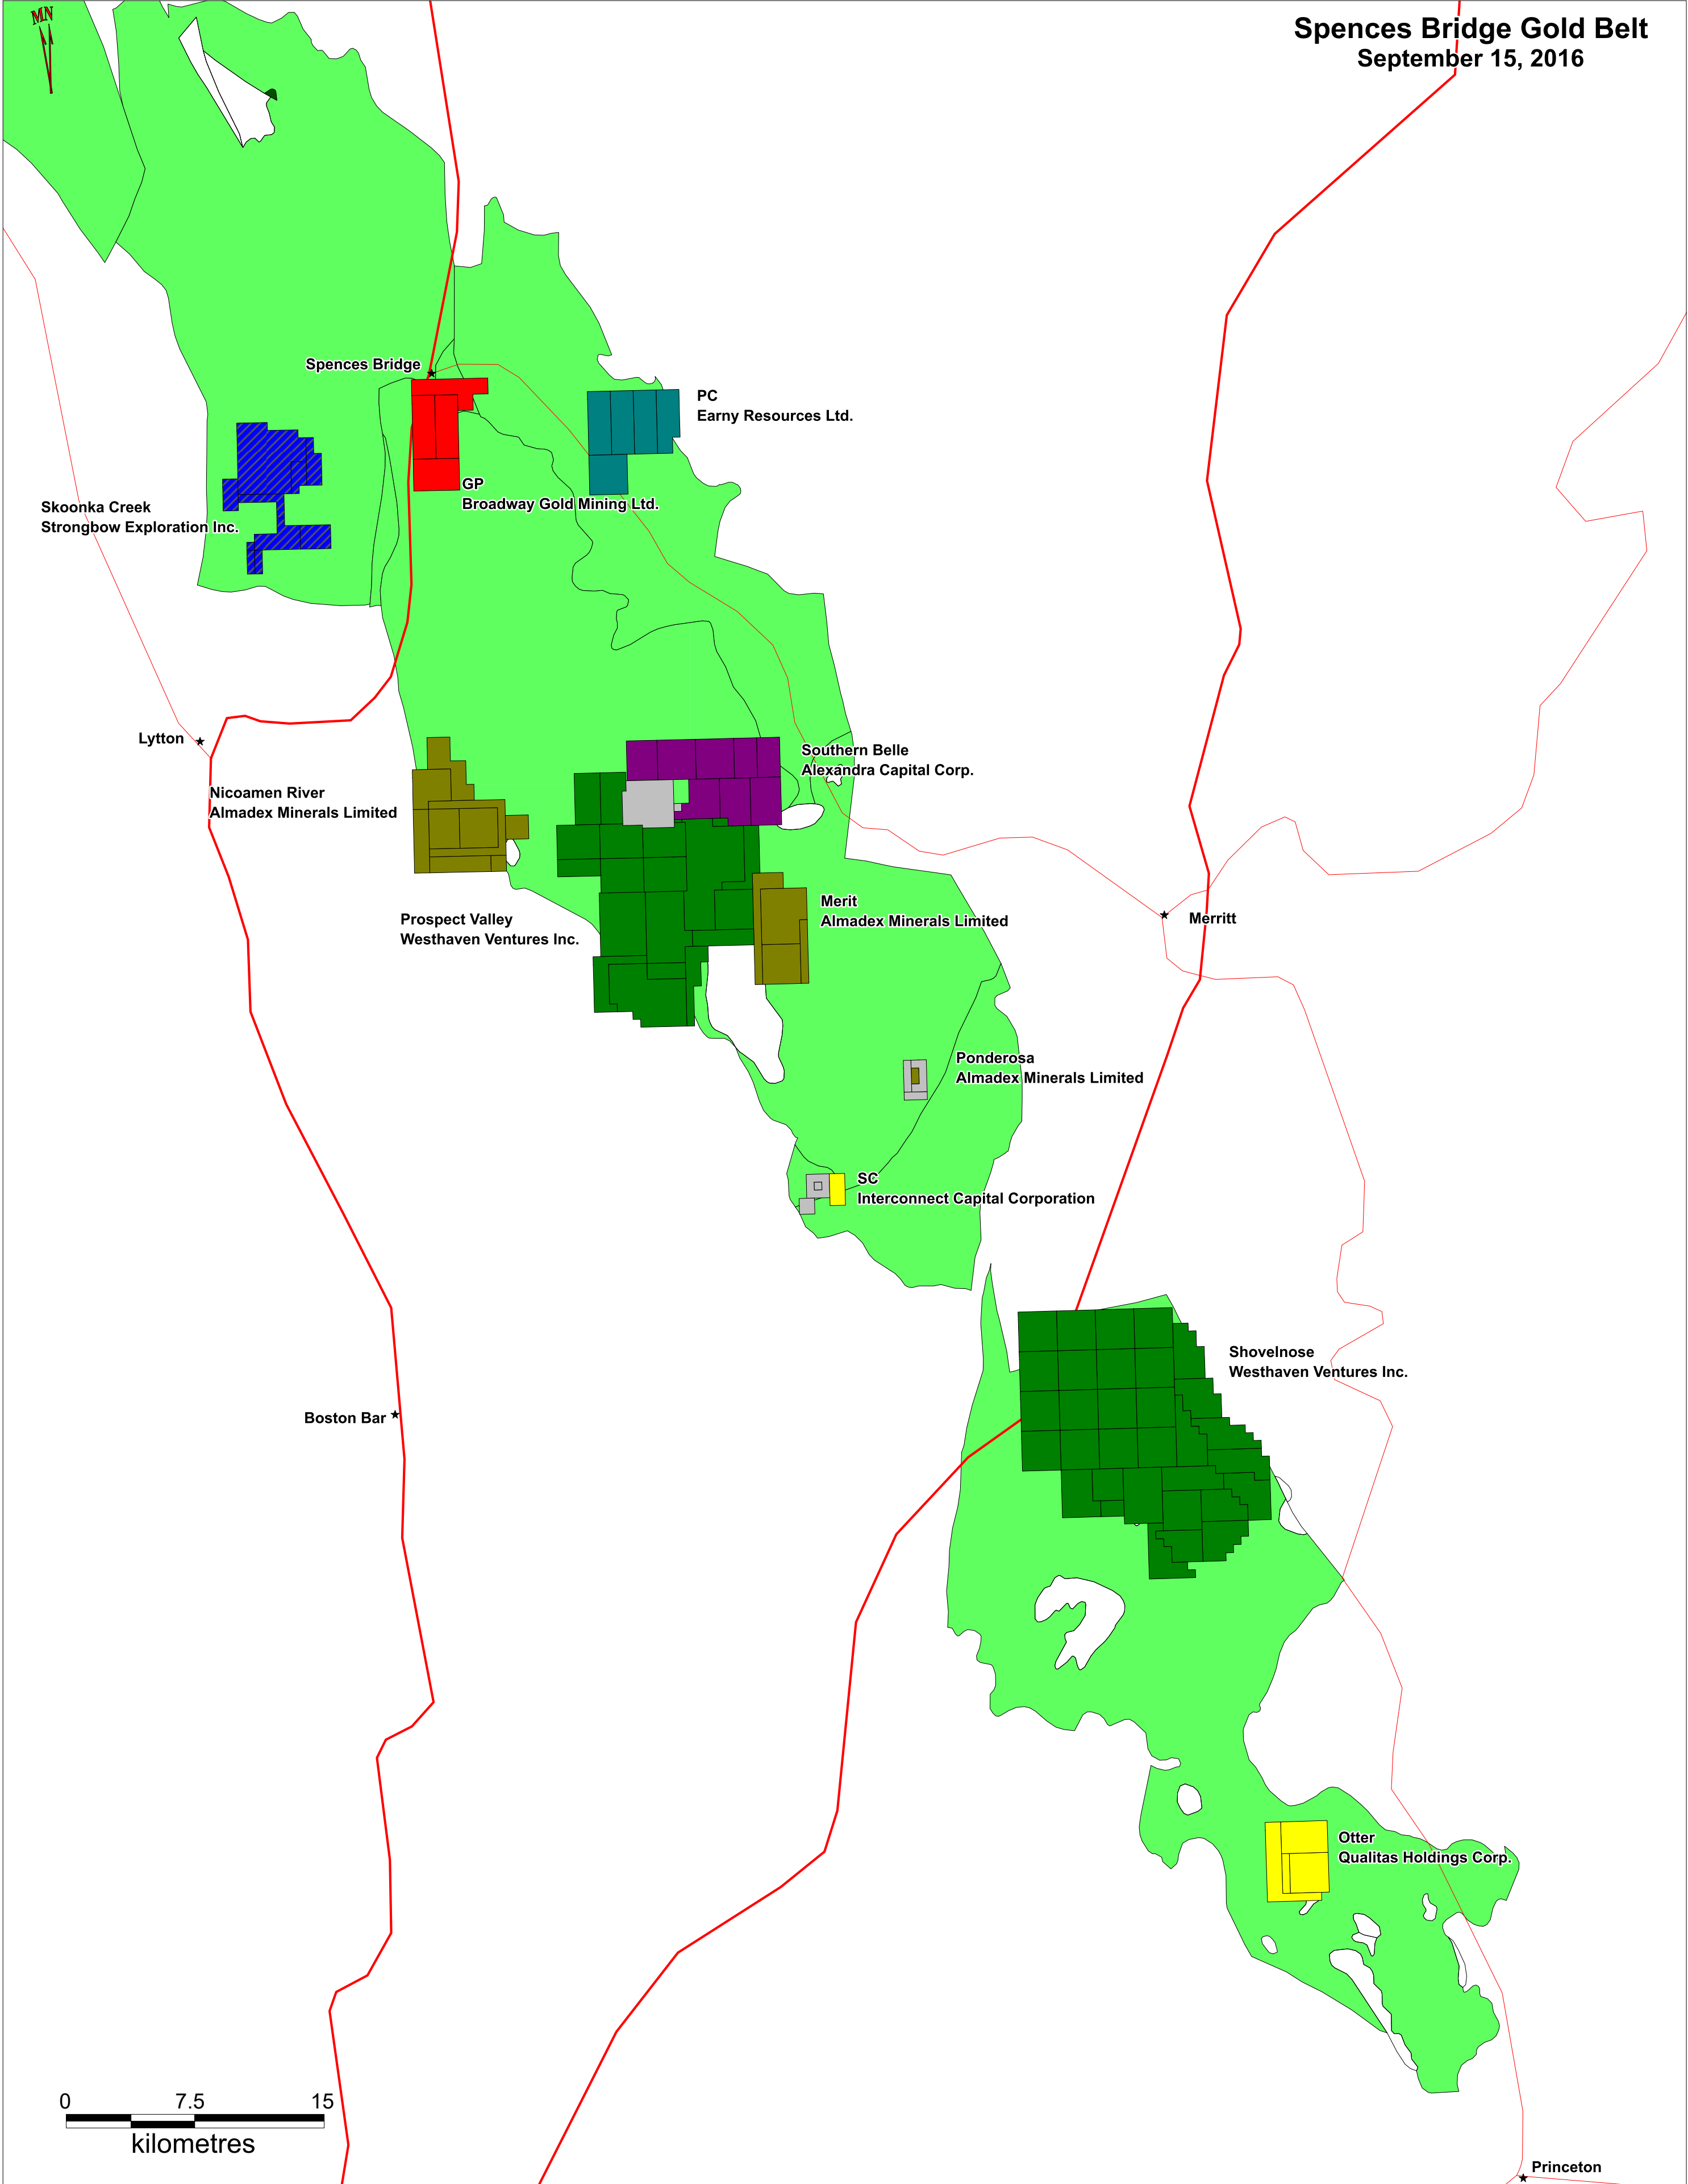 MN
Spences Bridge Gold Belt
September 15, 2016
Spences Bridge
PC
Earny Resources Ltd.
GP
Broadway Gold Mining Ltd.
Skoonka Creek
Strongbow Exploration Inc.
Lytton
Southern Belle
Alexandra Capital Corp.
Nicoamen River
Almadex Minerals Limited
Merit
Almadex Minerals Limited
Merritt
Prospect Valley
Westhaven Ventures Inc.
Ponderosa
Almadex Minerals Limited
SC
Interconnect Capital Corporation
Shovelnose
Westhaven Ventures Inc.
Boston Bar
Otter
Qualitas Holdings Corp.
0 7.5 15
kilometres
Princeton